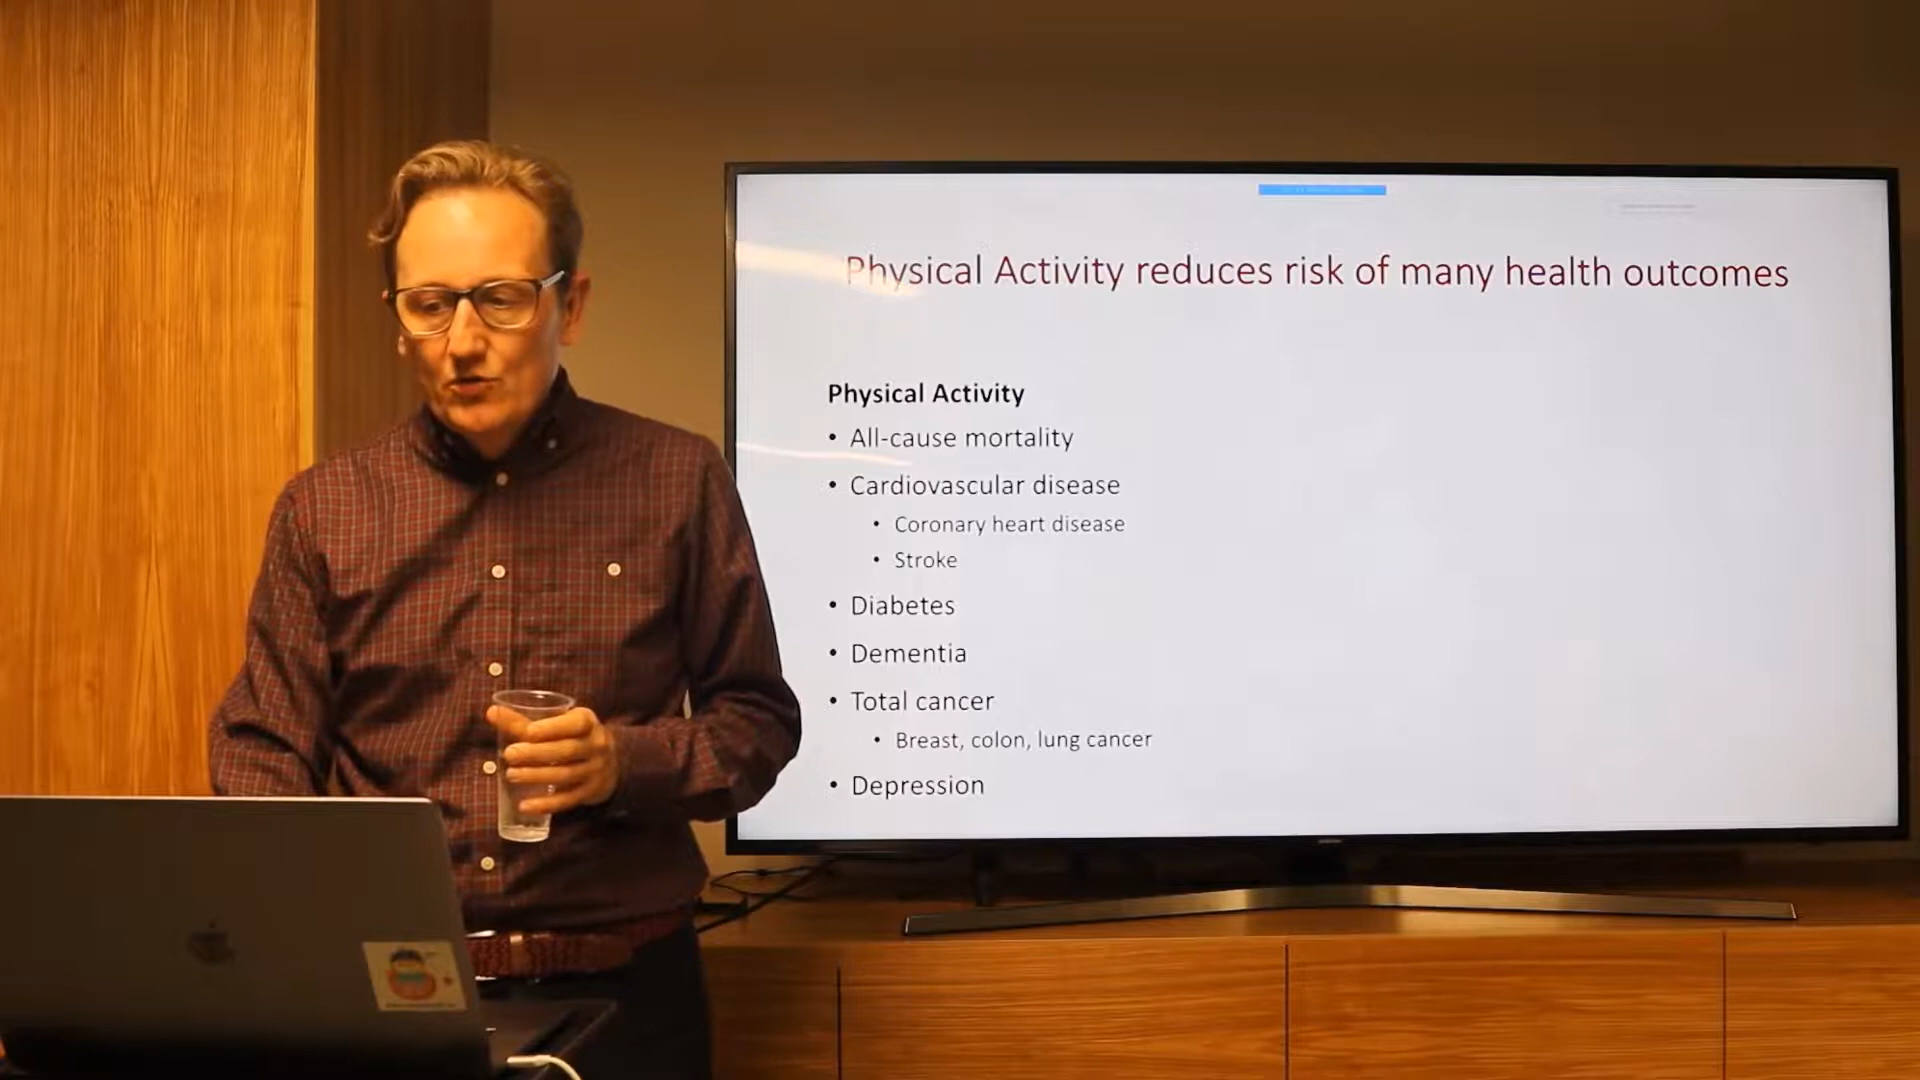 Physical Activity reduces risk of many health outcomes
Physical Activity
• All-cause mortality
• Cardiovascular disease
• Coronary heart disease
• Stroke
• Diabetes
• Dementia
• Total cancer
• Breast, colon, lung cancer
• Depression